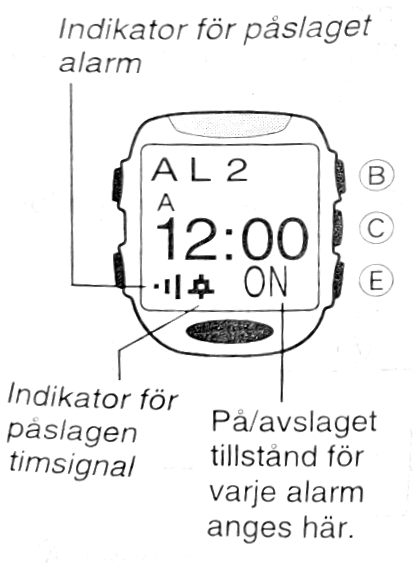 Indikator för påslaget
alarm
AL 2
A
12:00
ON
B
C
E
Indikator för
påslagen
timsignal
På/avslaget
tillstånd för
varje alarm
anges här.